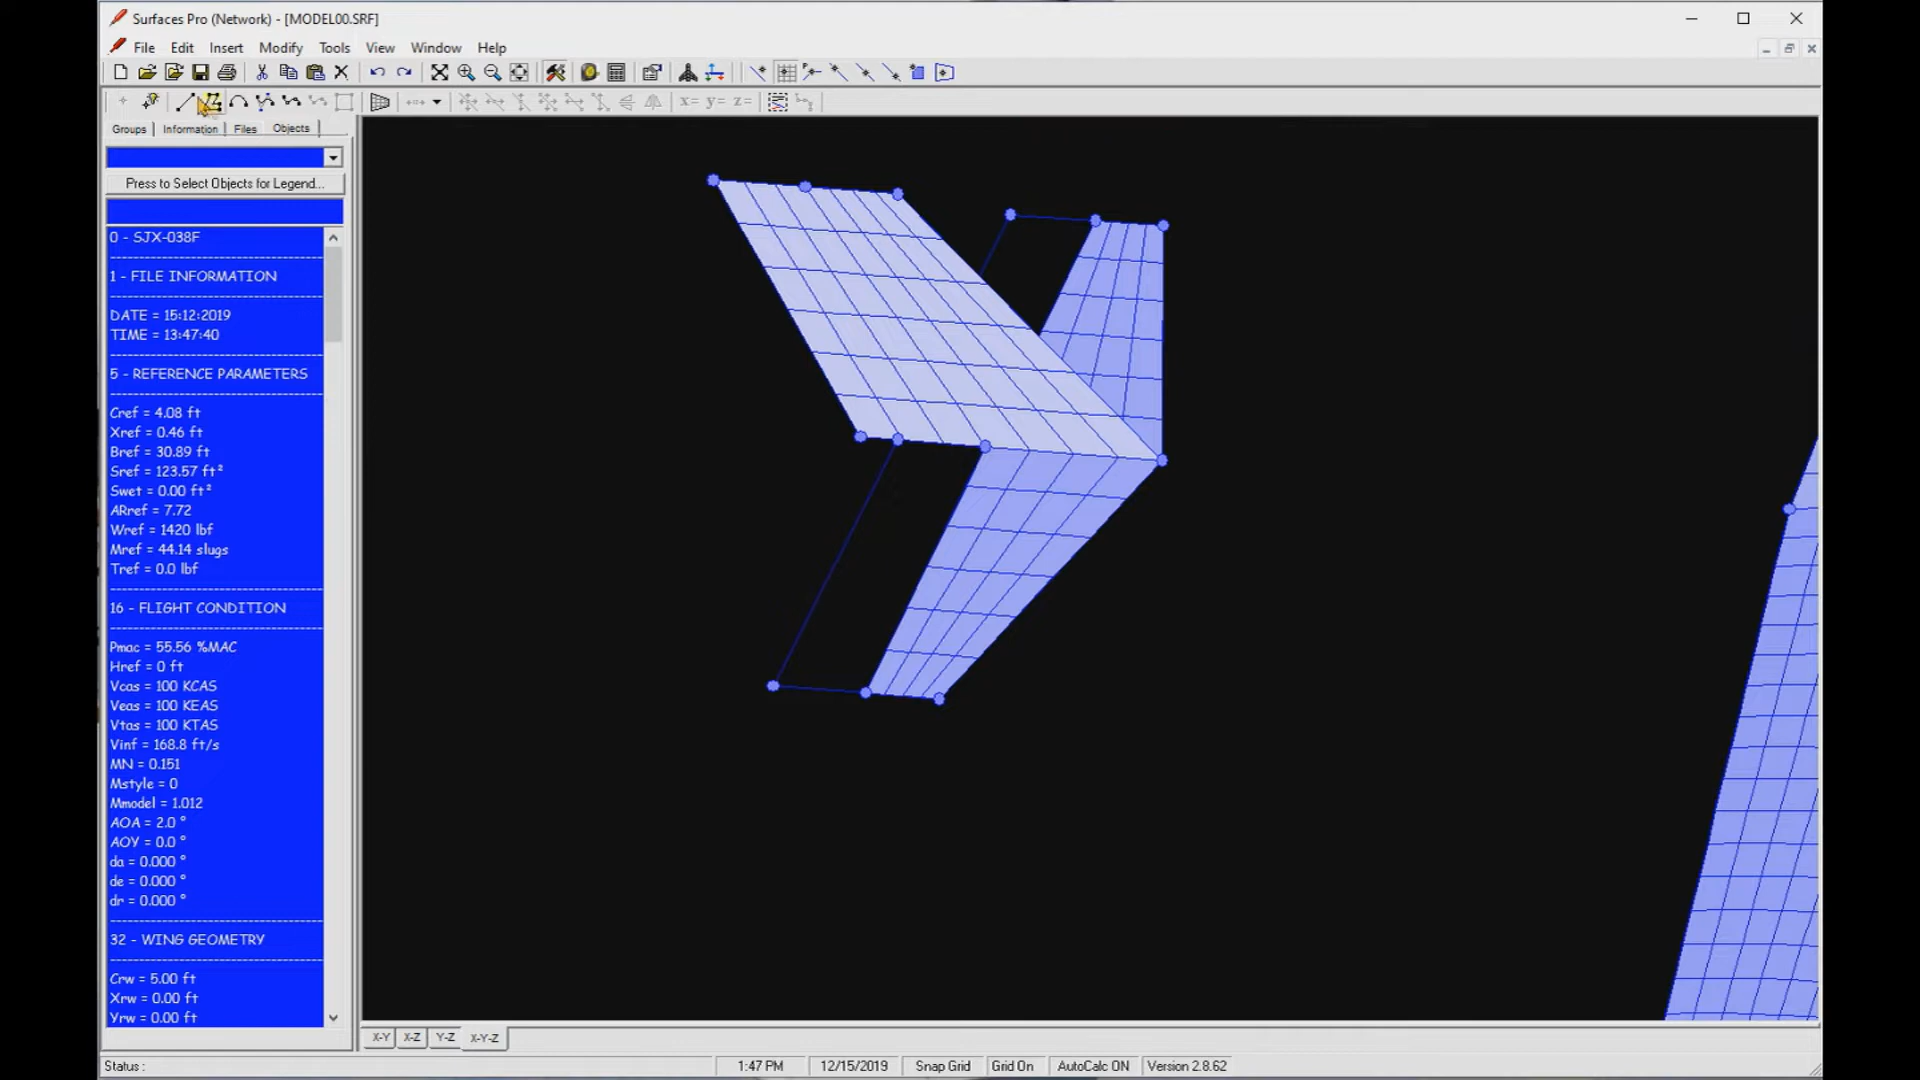 Surfaces Pro (Network) - [MODEL00.SRF]
File Edit Insert Modify Tools View Window Help
x= y= z=
Groups Information Files Objects
Press to Select Objects for Legend...
0 - SJX-038F
1 - FILE INFORMATION
DATE = 15:12:2019
TIME = 13:47:40
5 - REFERENCE PARAMETERS
Cref = 4.08 ft
Xref = 0.46 ft
Bref = 30.89 ft
Sref = 123.57 ft²
Swet = 0.00 ft²
ARref = 7.72
Wref = 1420 lbf
Mref = 44.14 slugs
Tref = 0.0 lbf
16 - FLIGHT CONDITION
Pmac = 55.56 %MAC
Href = 0 ft
Vcas = 100 KCAS
Veas = 100 KEAS
Vtas = 100 KTAS
Vinf = 168.8 ft/s
MN = 0.151
Mstyle = 0
Mmodel = 1.012
AOA = 2.0 °
AOY = 0.0 °
da = 0.000 °
de = 0.000 °
dr = 0.000 °
32 - WING GEOMETRY
Crw = 5.00 ft
Xrw = 0.00 ft
Yrw = 0.00 ft
X-Y X-Z Y-Z X-Y-Z
Status : 1:47 PM 12/15/2019 Snap Grid Grid On AutoCalc ON Version 2.8.62